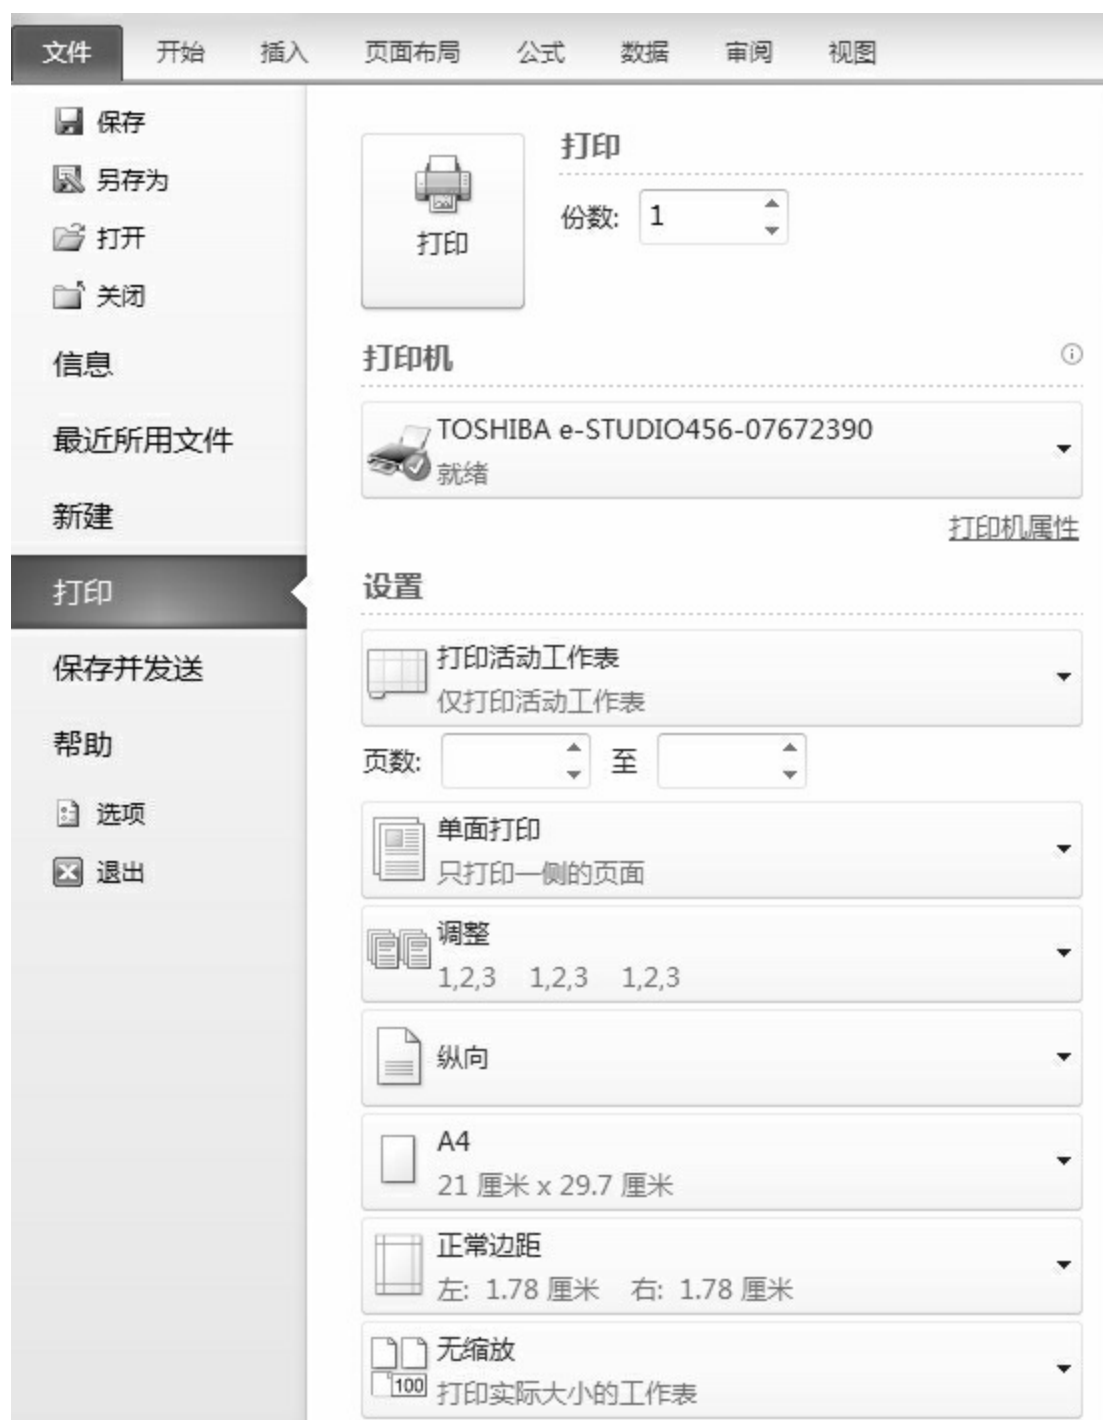 文件 开始 插入 页面布局 公式 数据 审阅 视图
保存
另存为
打开
关闭
信息
最近所用文件
新建
打印
保存并发送
帮助
选项
退出
打印
打印
份数: 1
打印机
TOSHIBA e-STUDIO456-07672390
就绪
打印机属性
设置
打印活动工作表
仅打印活动工作表
页数: 至
单面打印
只打印一侧的页面
调整
1,2,3 1,2,3 1,2,3
纵向
A4
21 厘米 x 29.7 厘米
正常边距
左: 1.78 厘米 右: 1.78 厘米
无缩放
100
打印实际大小的工作表